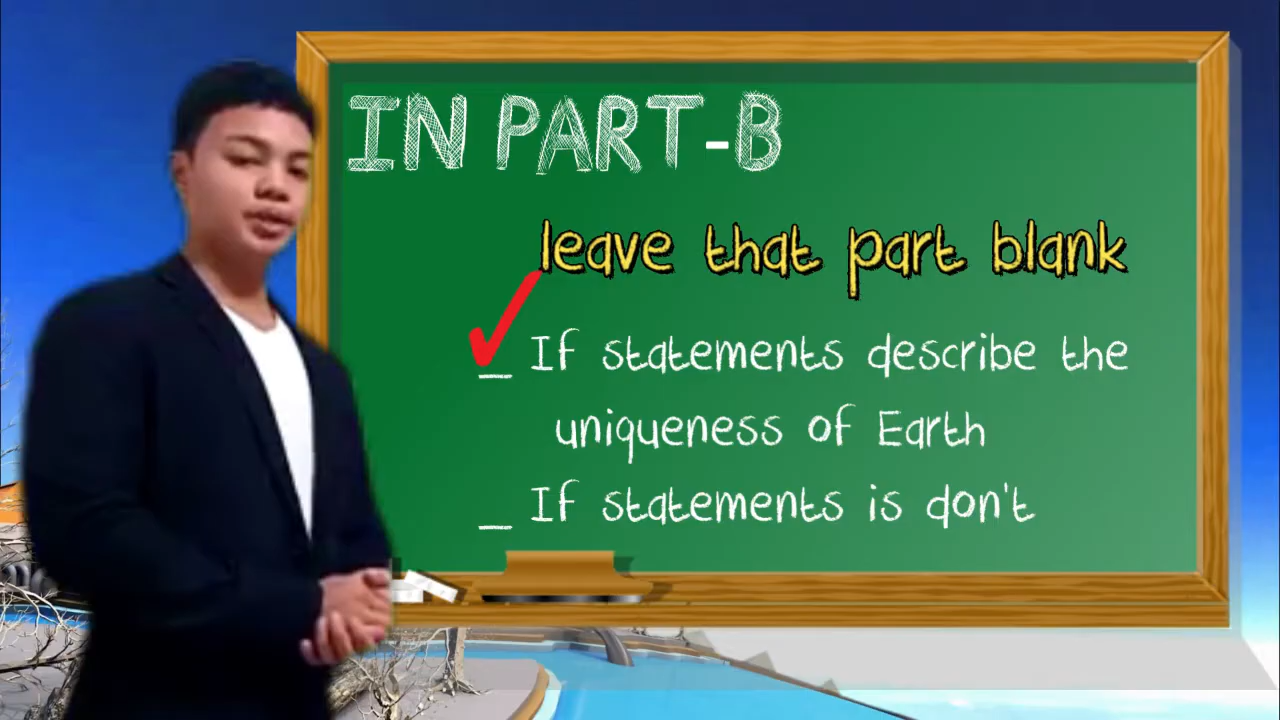 IN PART-B
leave that part blank
_ If statements describe the
uniqueness of Earth
_ If statements is don't